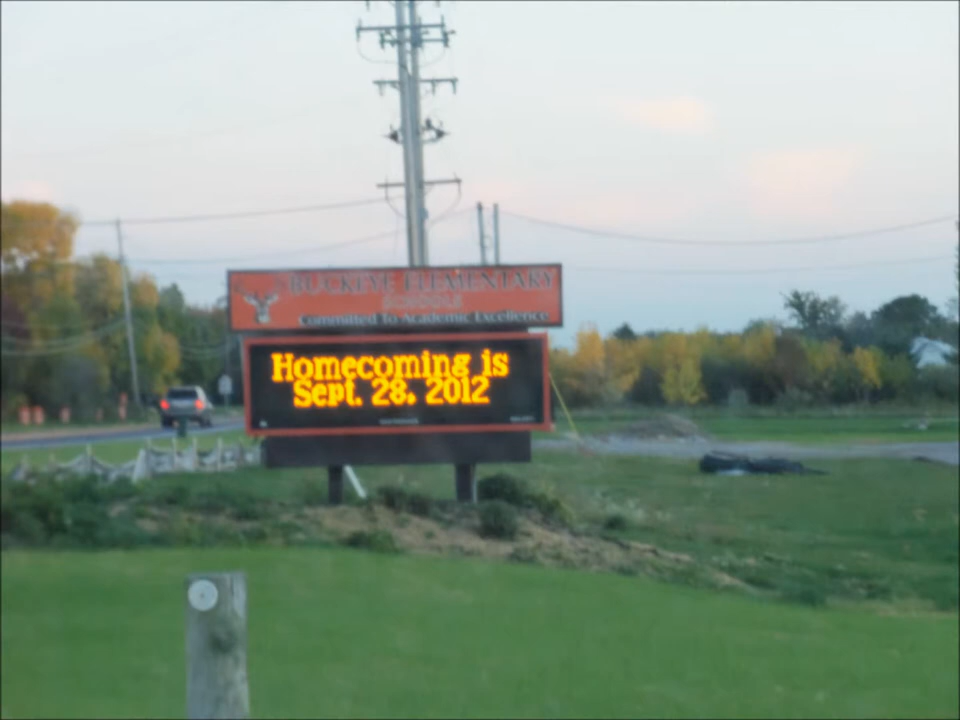 BUCKEYE ELEMENTARY
SCHOOLS
Committed To Academic Excellence
Homecoming is
Sept. 28, 2012